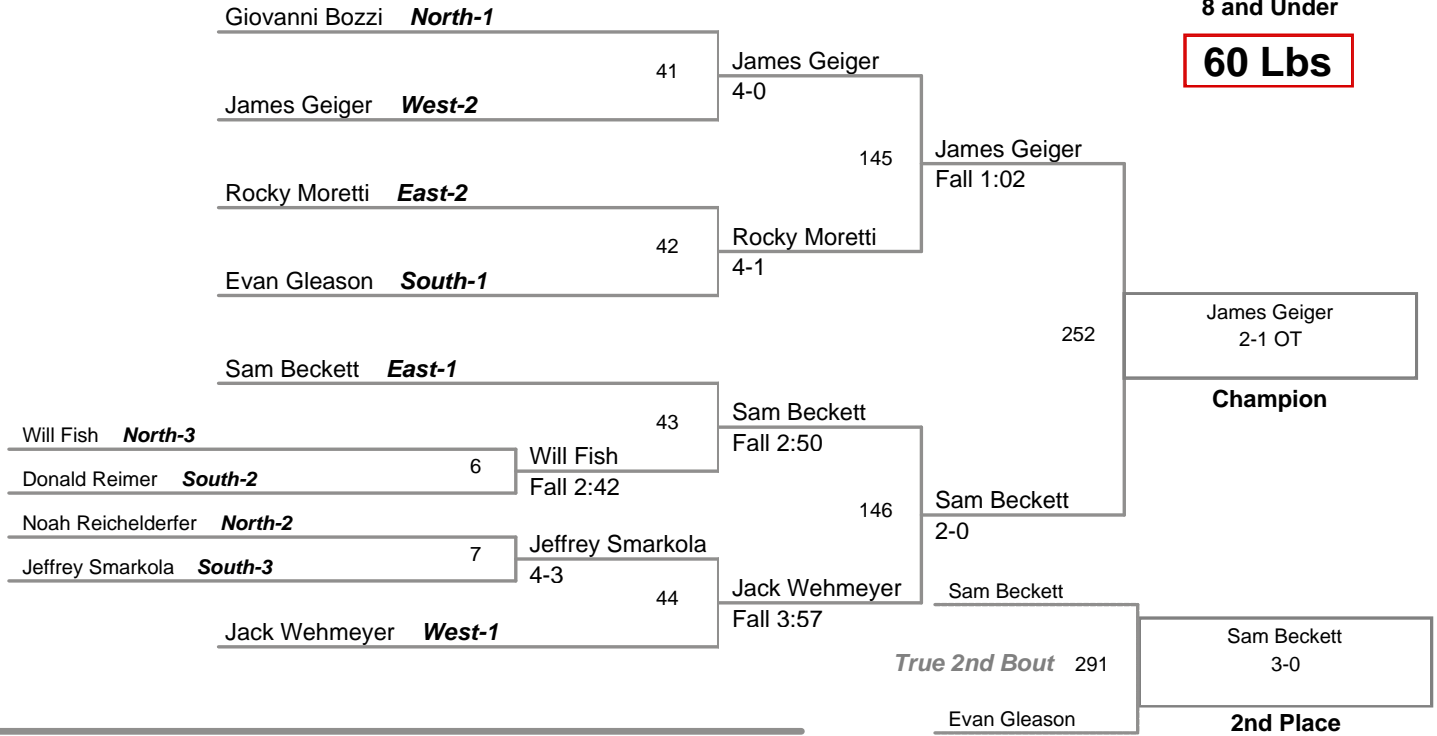 8 and Under
60 Lbs
Giovanni Bozzi North-1
41
James Geiger
4-0
James Geiger West-2
145
James Geiger
Fall 1:02
Rocky Moretti East-2
42
Rocky Moretti
4-1
Evan Gleason South-1
252
James Geiger
2-1 OT
Champion
Sam Beckett East-1
43
Sam Beckett
Fall 2:50
Will Fish North-3
6
Will Fish
Fall 2:42
Donald Reimer South-2
146
Sam Beckett
2-0
Noah Reichelderfer North-2
7
Jeffrey Smarkola
4-3
Jeffrey Smarkola South-3
44
Jack Wehmeyer
Fall 3:57
Jack Wehmeyer West-1
Sam Beckett
True 2nd Bout 291
Sam Beckett
3-0
Evan Gleason
2nd Place